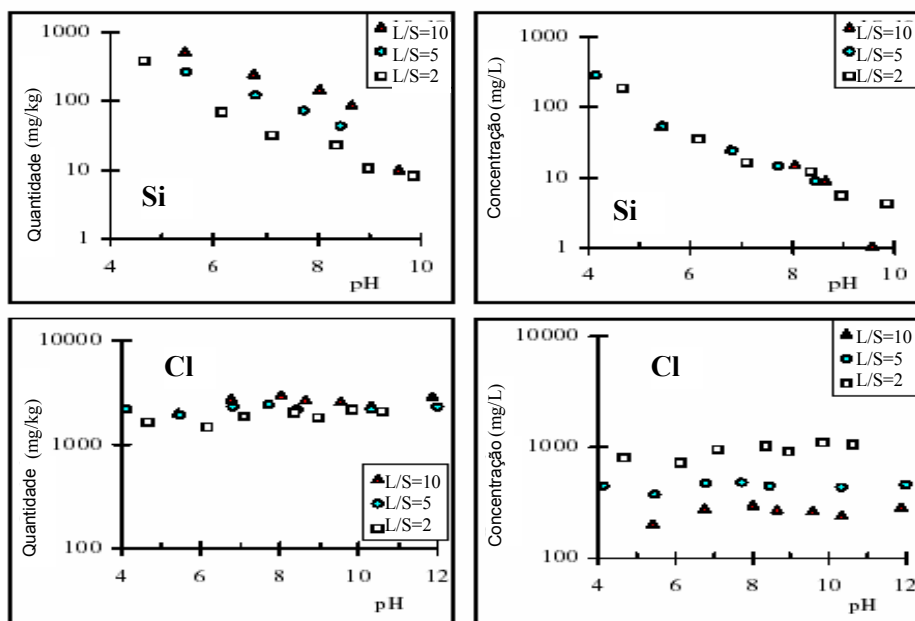 Quantidade (mg/kg)
1000
100
10
1
L/S=10
L/S=5
L/S=2
Si
4 6 8 10
pH
Concentração (mg/L)
1000
100
10
1
L/S=10
L/S=5
L/S=2
Si
4 6 8 10
pH
Quantidade (mg/kg)
10000
1000
100
Cl
L/S=10
L/S=5
L/S=2
4 6 8 10 12
pH
Concentração (mg/L)
10000
1000
100
Cl
L/S=10
L/S=5
L/S=2
4 6 8 10 12
pH